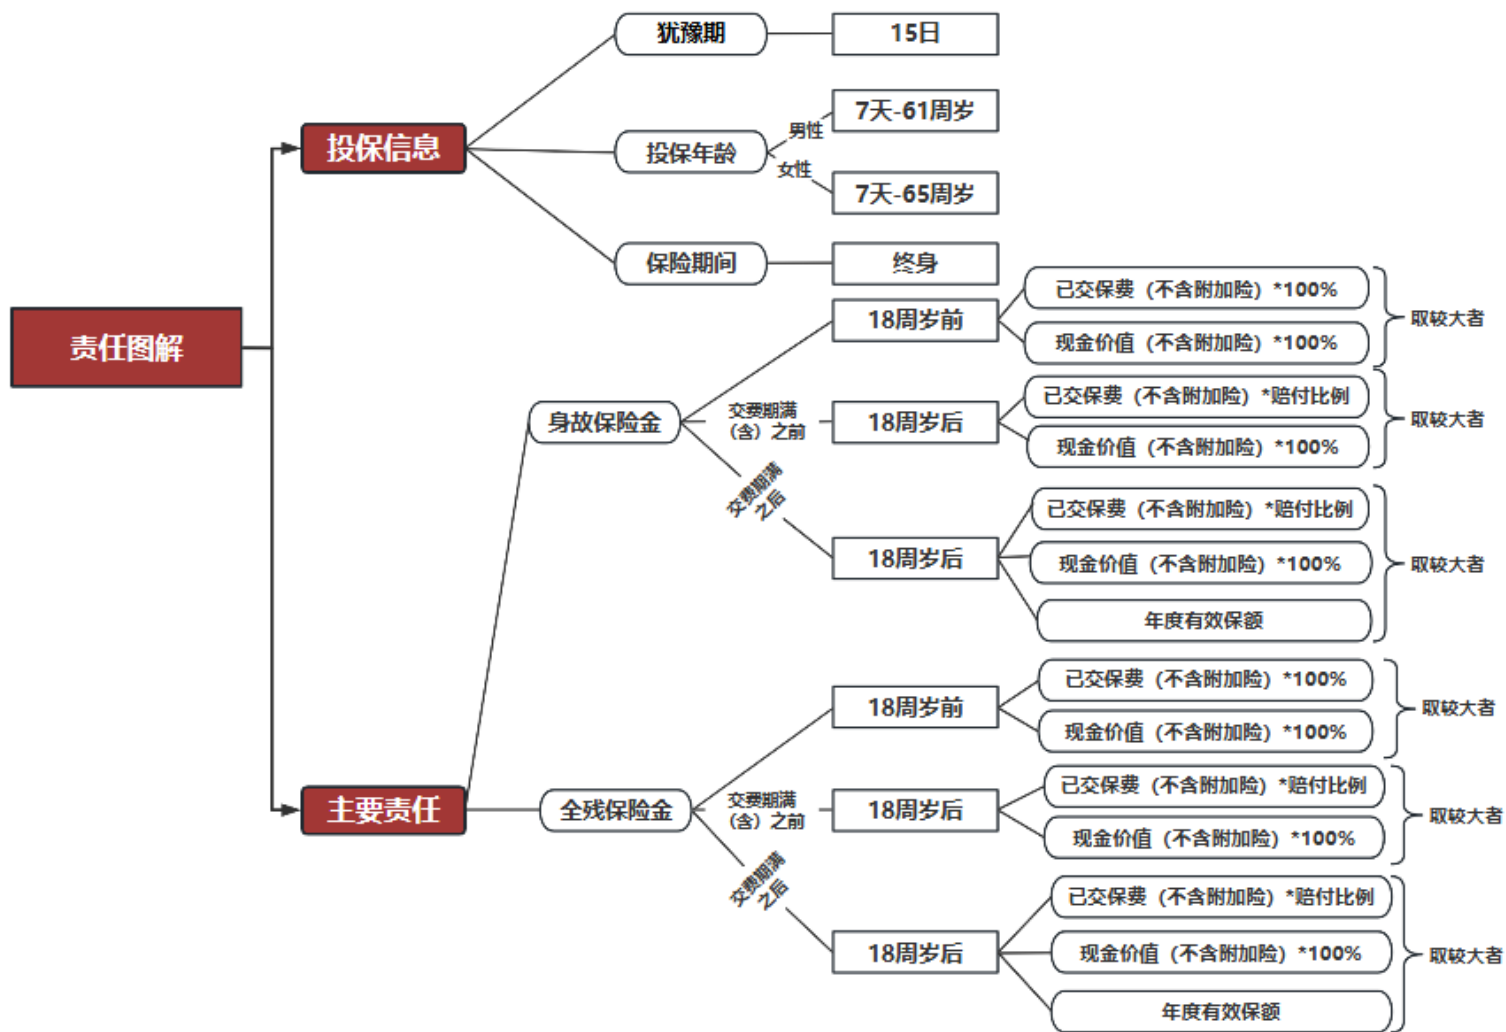 责任图解
投保信息
犹豫期
15日
投保年龄
男性
7天-61周岁
女性
7天-65周岁
保险期间
终身
主要责任
身故保险金
18周岁前
已交保费（不含附加险）*100%
现金价值（不含附加险）*100%
取较大者
交费期满
（含）之前
18周岁后
已交保费（不含附加险）*赔付比例
现金价值（不含附加险）*100%
取较大者
交费期满
之后
18周岁后
已交保费（不含附加险）*赔付比例
现金价值（不含附加险）*100%
年度有效保额
取较大者
全残保险金
18周岁前
已交保费（不含附加险）*100%
现金价值（不含附加险）*100%
取较大者
交费期满
（含）之前
18周岁后
已交保费（不含附加险）*赔付比例
现金价值（不含附加险）*100%
取较大者
交费期满
之后
18周岁后
已交保费（不含附加险）*赔付比例
现金价值（不含附加险）*100%
年度有效保额
取较大者